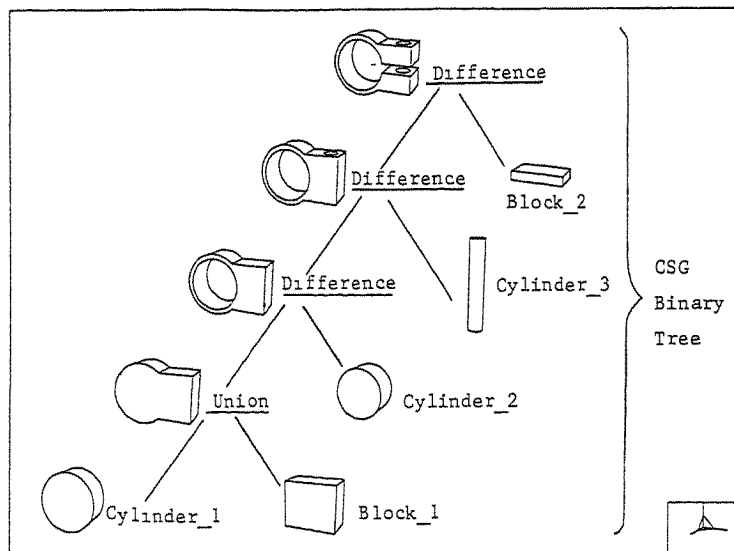 Difference
Difference
Block_2
Cylinder_3
CSG
Binary
Tree
Difference
Union
Cylinder_2
Cylinder_1
Block_1